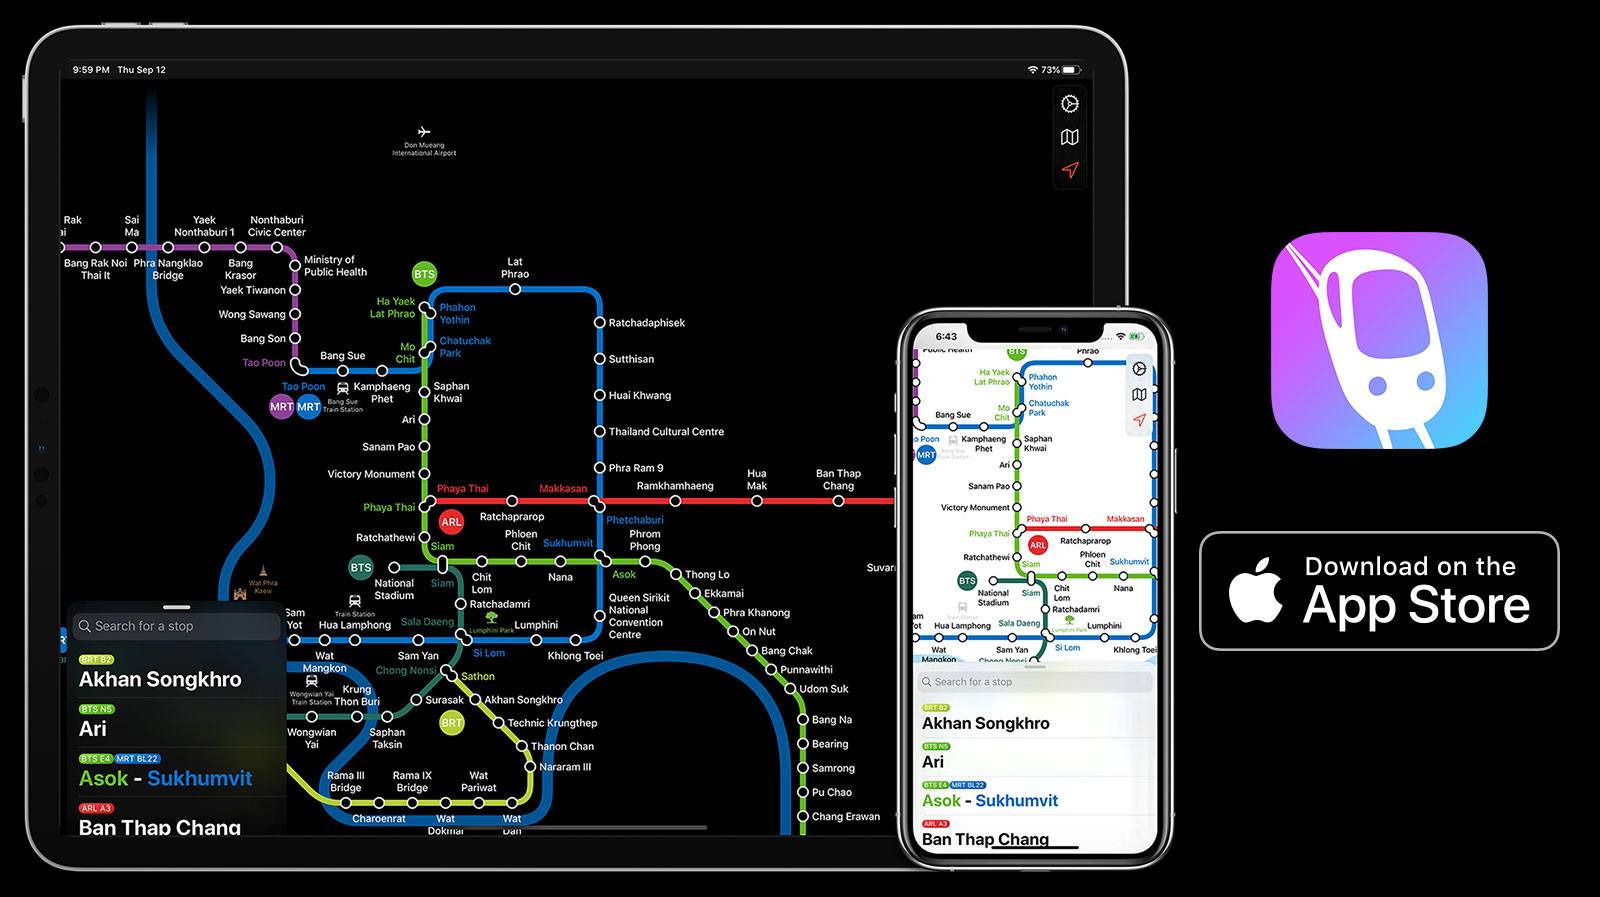 9:59 PM Thu Sep 12
73%
Don Mueang
International Airport
Rak
ai
Sai
Ma
Yaek
Nonthaburi 1
Nonthaburi
Civic Center
Bang Rak Noi
Thai It
Phra Nangklao
Bridge
Bang
Krasor
Ministry of
Public Health
Yaek Tiwanon
Wong Sawang
Bang Son
Tao Poon
Tao Poon
MRT
MRT
Bang Sue
Bang Sue
Train Station
Kamphaeng
Phet
BTS
Ha Yaek
Lat Phrao
Phahon
Yothin
Mo
Chit
Chatuchak
Park
Lat
Phrao
Saphan
Khwai
Ari
Sanam Pao
Victory Monument
Phaya Thai
Phaya Thai
ARL
Ratchathewi
Ratchadaphisek
Sutthisan
Huai Khwang
Thailand Cultural Centre
Phra Ram 9
Makkasan
Ratchaprarop
Ramkhamhaeng
Hua
Mak
Ban Thap
Chang
Suvar
Phetchaburi
Siam
Siam
Phloen
Chit
Sukhumvit
Phrom
Phong
Chit
Lom
Nana
Asok
Thong Lo
Ekkamai
Phra Khanong
On Nut
Bang Chak
Punnawithi
Udom Suk
Bang Na
Bearing
Samrong
Pu Chao
Chang Erawan
BTS
National
Stadium
Ratchadamri
Sala Daeng
Lumphini Park
Lumphini
Queen Sirikit
National
Convention
Centre
Khlong Toei
Si Lom
Sam Yan
Train Station
Hua Lamphong
Sam
Yot
Wat
Mangkon
Wat Phra
Kaew
Chong Nonsi
Sathon
Surasak
Akhan Songkhro
BRT
Technic Krungthep
Thanon Chan
Nararam III
Wongwian Yai
Train Station
Krung
Thon Buri
Wongwian
Yai
Saphan
Taksin
Rama III
Bridge
Rama IX
Bridge
Wat
Pariwat
Charoenrat
Wat
Dokmai
Wat
Dan
Search for a stop
BRT B2
Akhan Songkhro
BTS N5
Ari
BTS E4 MRT BL22
Asok - Sukhumvit
ARL A3
Ban Thap Chang
6:43
Public Health
BTS
Phrao
Ha Yaek
Lat Phrao
Phahon
Yothin
Mo
Chit
Chatuchak
Park
Bang Sue
o Poon
MRT
Bang Sue
Train Station
Kamphaeng
Phet
Saphan
Khwai
Ari
Sanam Pao
Victory Monument
Phaya Thai
Phaya Thai
Makkasan
ARL
Ratchaprarop
Ratchathewi
Phloen
Chit
Siam
Sukhumvit
BTS
National
Stadium
Siam
Chit
Lom
Nana
Ratchadamri
Train Station
am
Yot
Hua Lamphong
Sala Daeng
Lumphini Park
Lumphini
Wat
Mangkon
Sam Yan
Si Lom
Khlong Toei
Chong Nonsi
Search for a stop
BRT B2
Akhan Songkhro
BTS N5
Ari
BTS E4 MRT BL22
Asok - Sukhumvit
ARL A3
Ban Thap Chang
Download on the
App Store